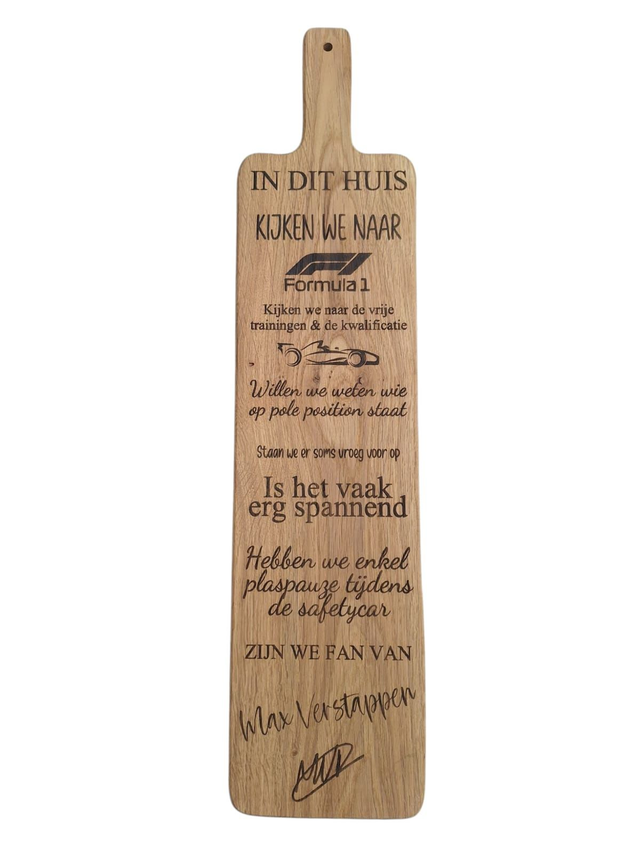 IN DIT HUIS
KIJKEN WE NAAR
F1
Formula 1
Kijken we naar de vrije
trainingen & de kwalificatie
Willen we weten wie
op pole position staat
Staan we er soms vroeg voor op
Is het vaak
erg spannend
Hebben we enkel
plaspauze tijdens
de safetycar
ZIJN WE FAN VAN
Max Verstappen